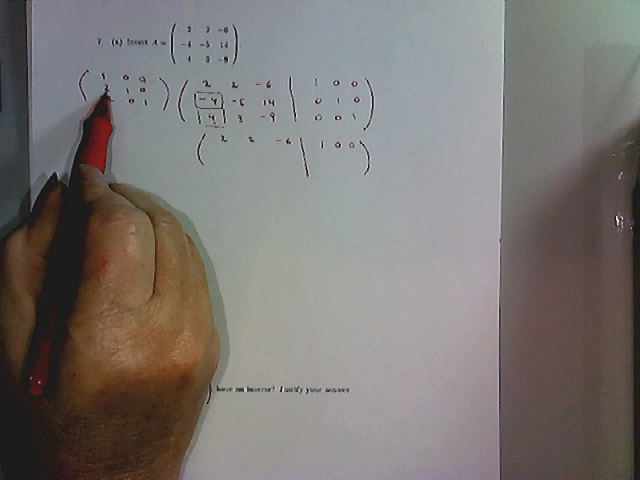 7. (a) Invert A = ( 2 2 -6
-4 -5 14
4 3 -9 )
( 1 0 0
1 0
0 1 ) ( 2 2 -6 | 1 0 0
-4 -5 14 | 0 1 0
4 3 -9 | 0 0 1 )
( 2 2 -6 | 1 0 0 )
) have an inverse? Justify your answer